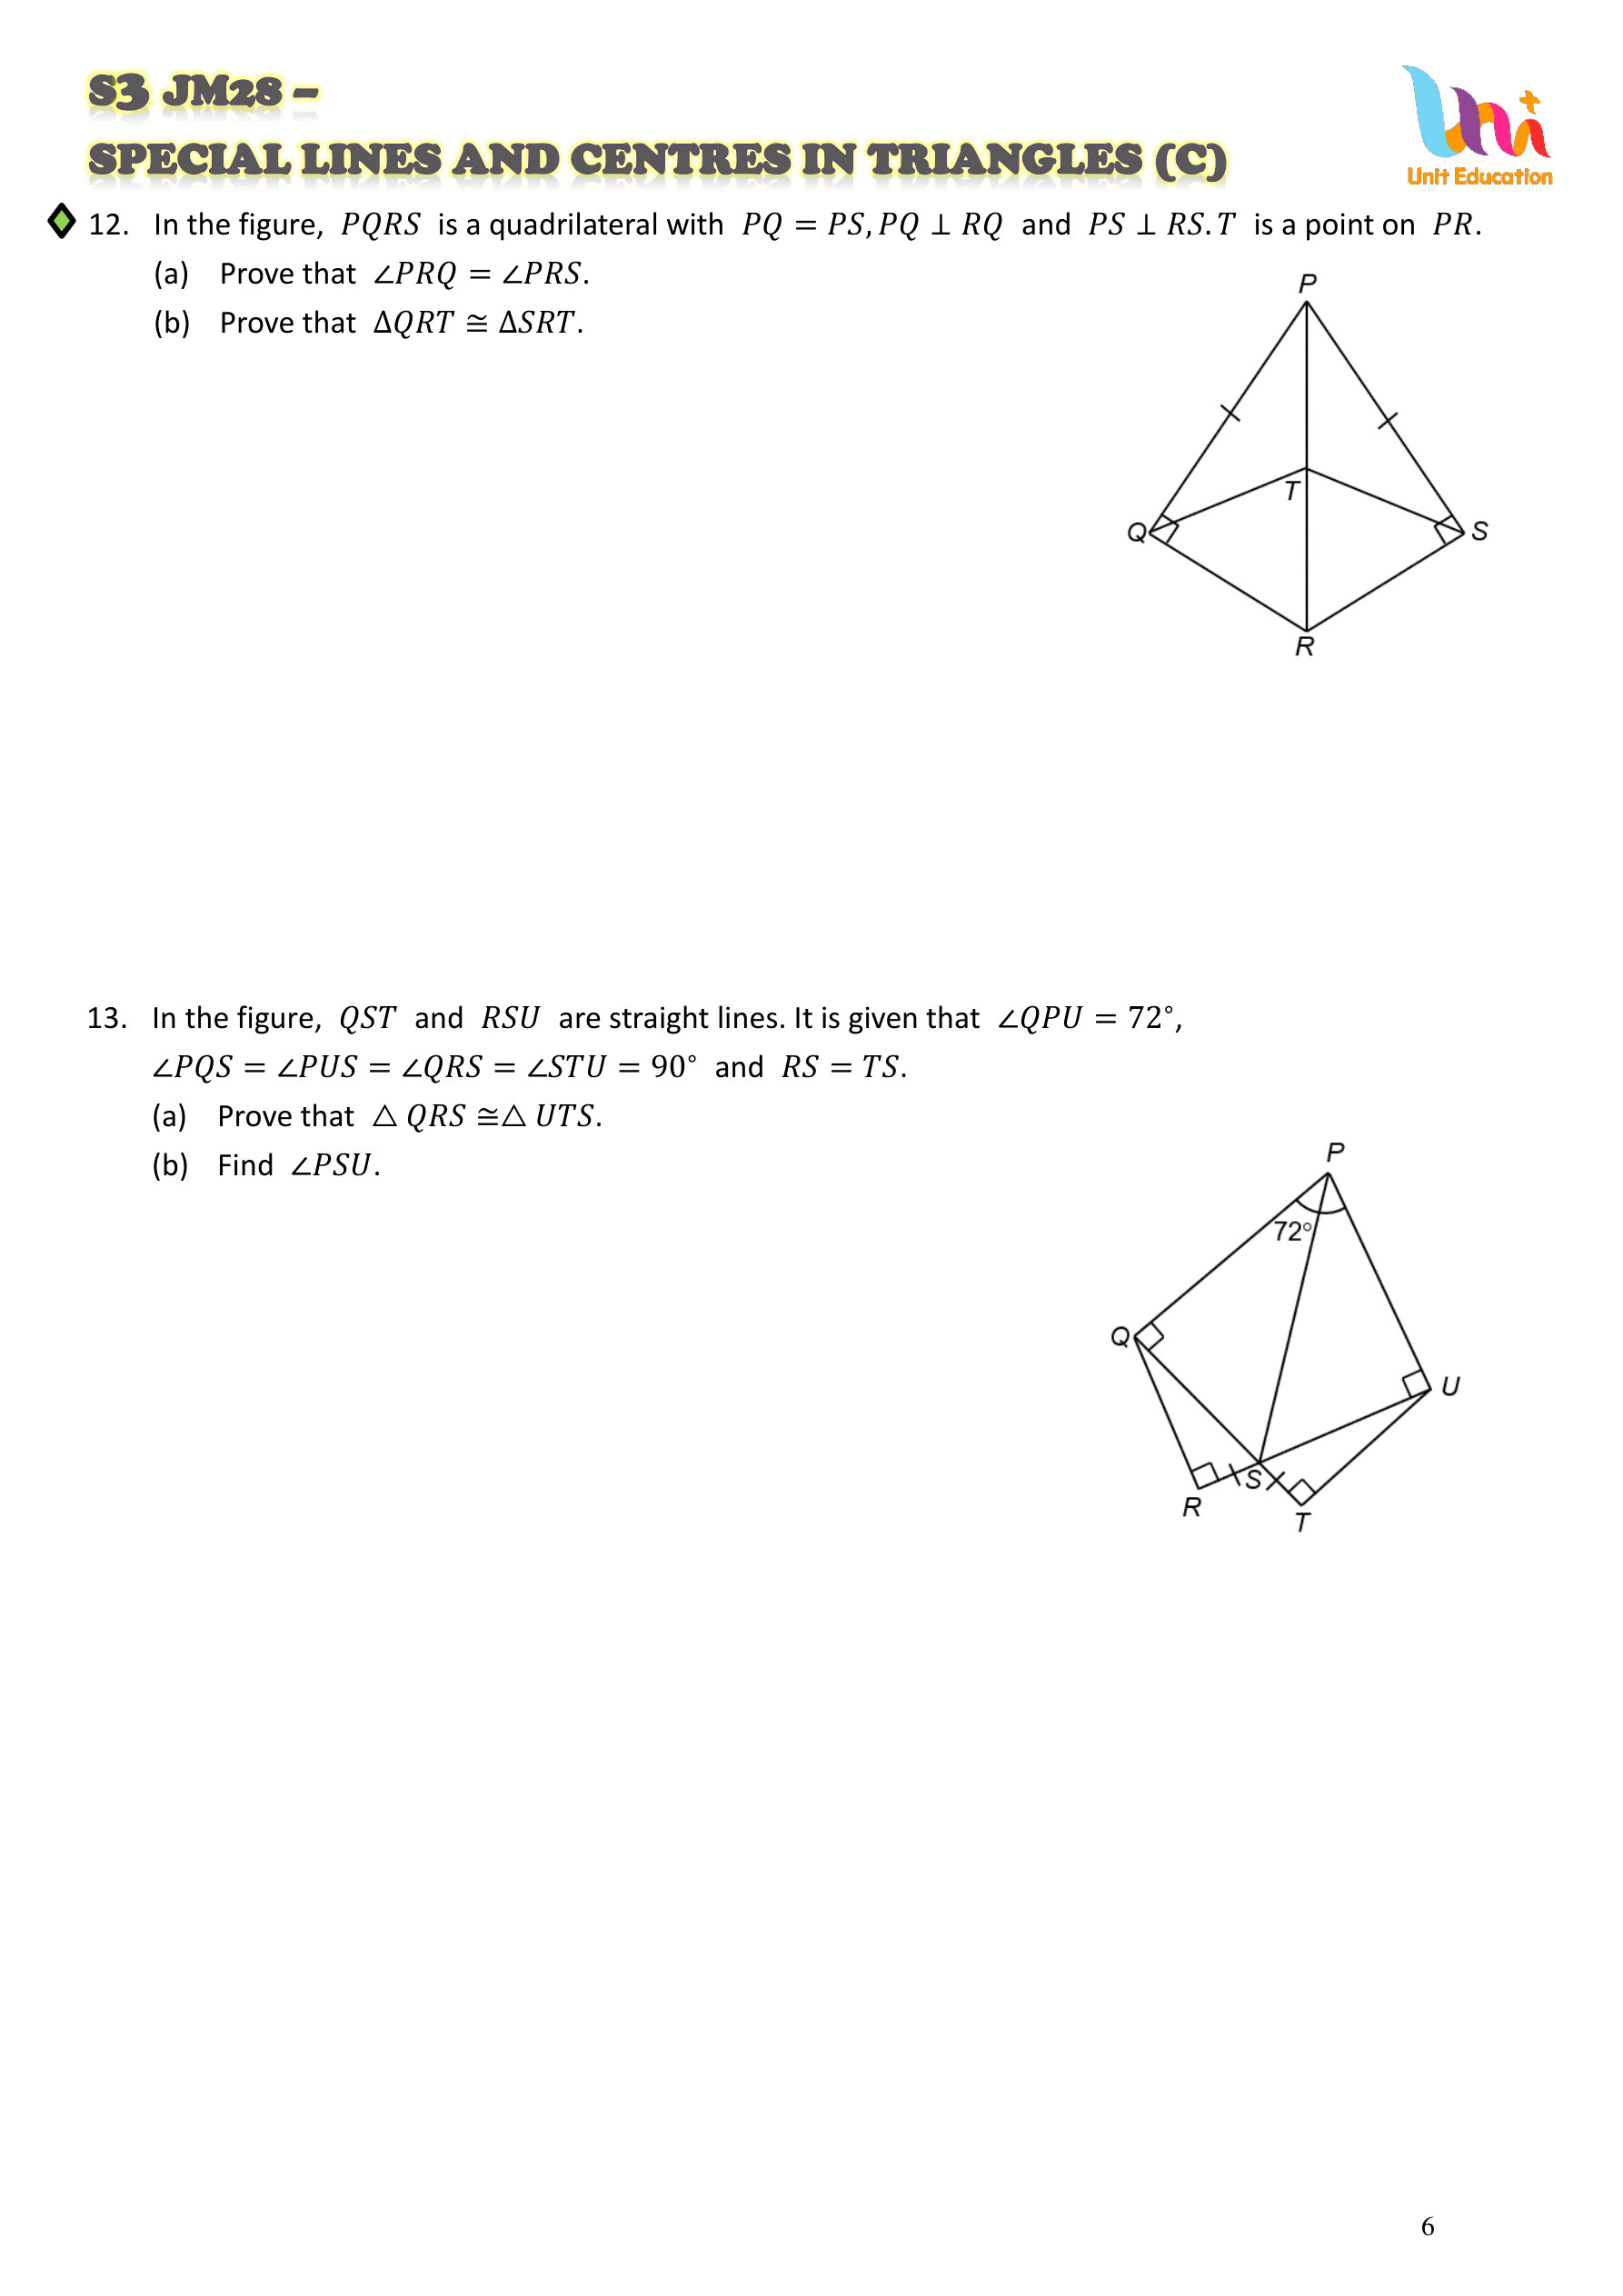 S3 JM28 –
SPECIAL LINES AND CENTRES IN TRIANGLES (C)
Unit Education
12. In the figure, PQRS is a quadrilateral with PQ = PS, PQ ⊥ RQ and PS ⊥ RS. T is a point on PR.
(a) Prove that ∠PRQ = ∠PRS.
(b) Prove that ΔQRT ≅ ΔSRT.
P
T
Q
S
R
13. In the figure, QST and RSU are straight lines. It is given that ∠QPU = 72°,
∠PQS = ∠PUS = ∠QRS = ∠STU = 90° and RS = TS.
(a) Prove that △ QRS ≅△ UTS.
(b) Find ∠PSU.
P
72°
Q
U
S
R
T
6